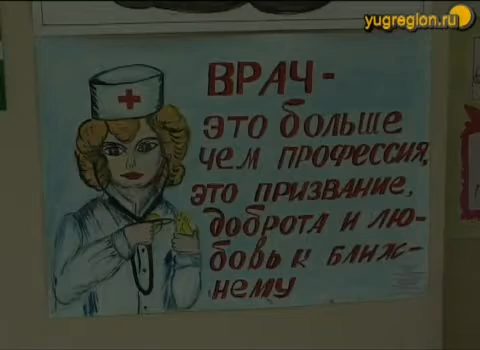 yugregion.ru
ВРАЧ -
это больше
чем профессия,
это призвание,
доброта и лю-
бовь к ближ-
нему